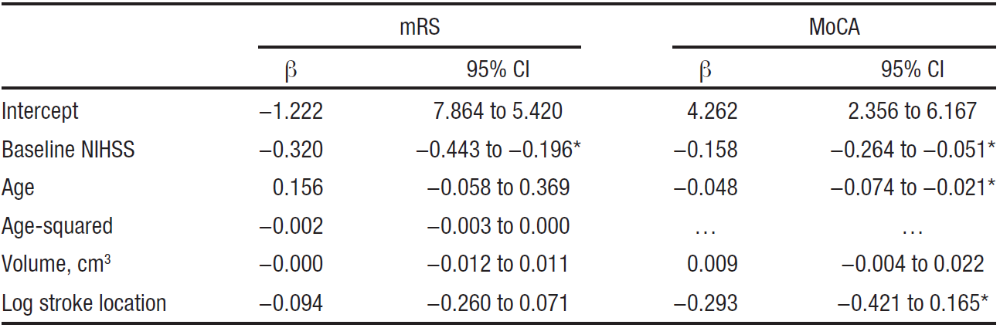 mRS MoCA
β 95% CI β 95% CI
Intercept −1.222 7.864 to 5.420 4.262 2.356 to 6.167
Baseline NIHSS −0.320 −0.443 to −0.196* −0.158 −0.264 to −0.051*
Age 0.156 −0.058 to 0.369 −0.048 −0.074 to −0.021*
Age-squared −0.002 −0.003 to 0.000 … …
Volume, cm³ −0.000 −0.012 to 0.011 0.009 −0.004 to 0.022
Log stroke location −0.094 −0.260 to 0.071 −0.293 −0.421 to 0.165*